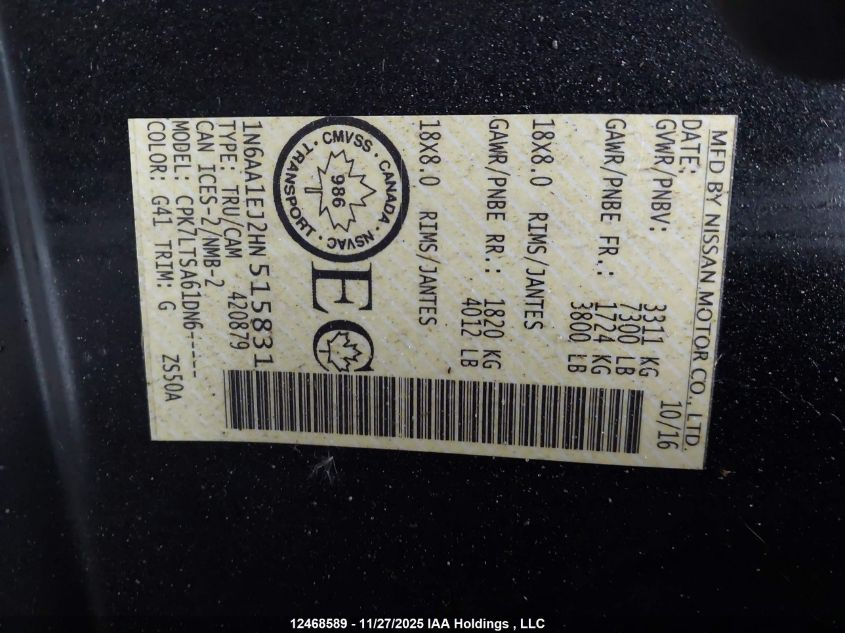 MFD BY NISSAN MOTOR CO., LTD.
DATE: 10/16
GVWR/PNBV: 3311 KG
7300 LB
GAWR/PNBE FR.: 1724 KG
3800 LB
18X8.0 RIMS/JANTES
GAWR/PNBE RR.: 1820 KG
4012 LB
18X8.0 RIMS/JANTES
CMVSS · CANADA · NSVAC · TRANSPORT ·
986
EC
1N6AA1EJ2HN515831
TYPE: TRU/CAM 420879
CAN ICES-2/NMB-2
MODEL: CPK7LTSA61DN6-----
COLOR: G41 TRIM: G ZS50A
12468589 - 11/27/2025 IAA Holdings , LLC